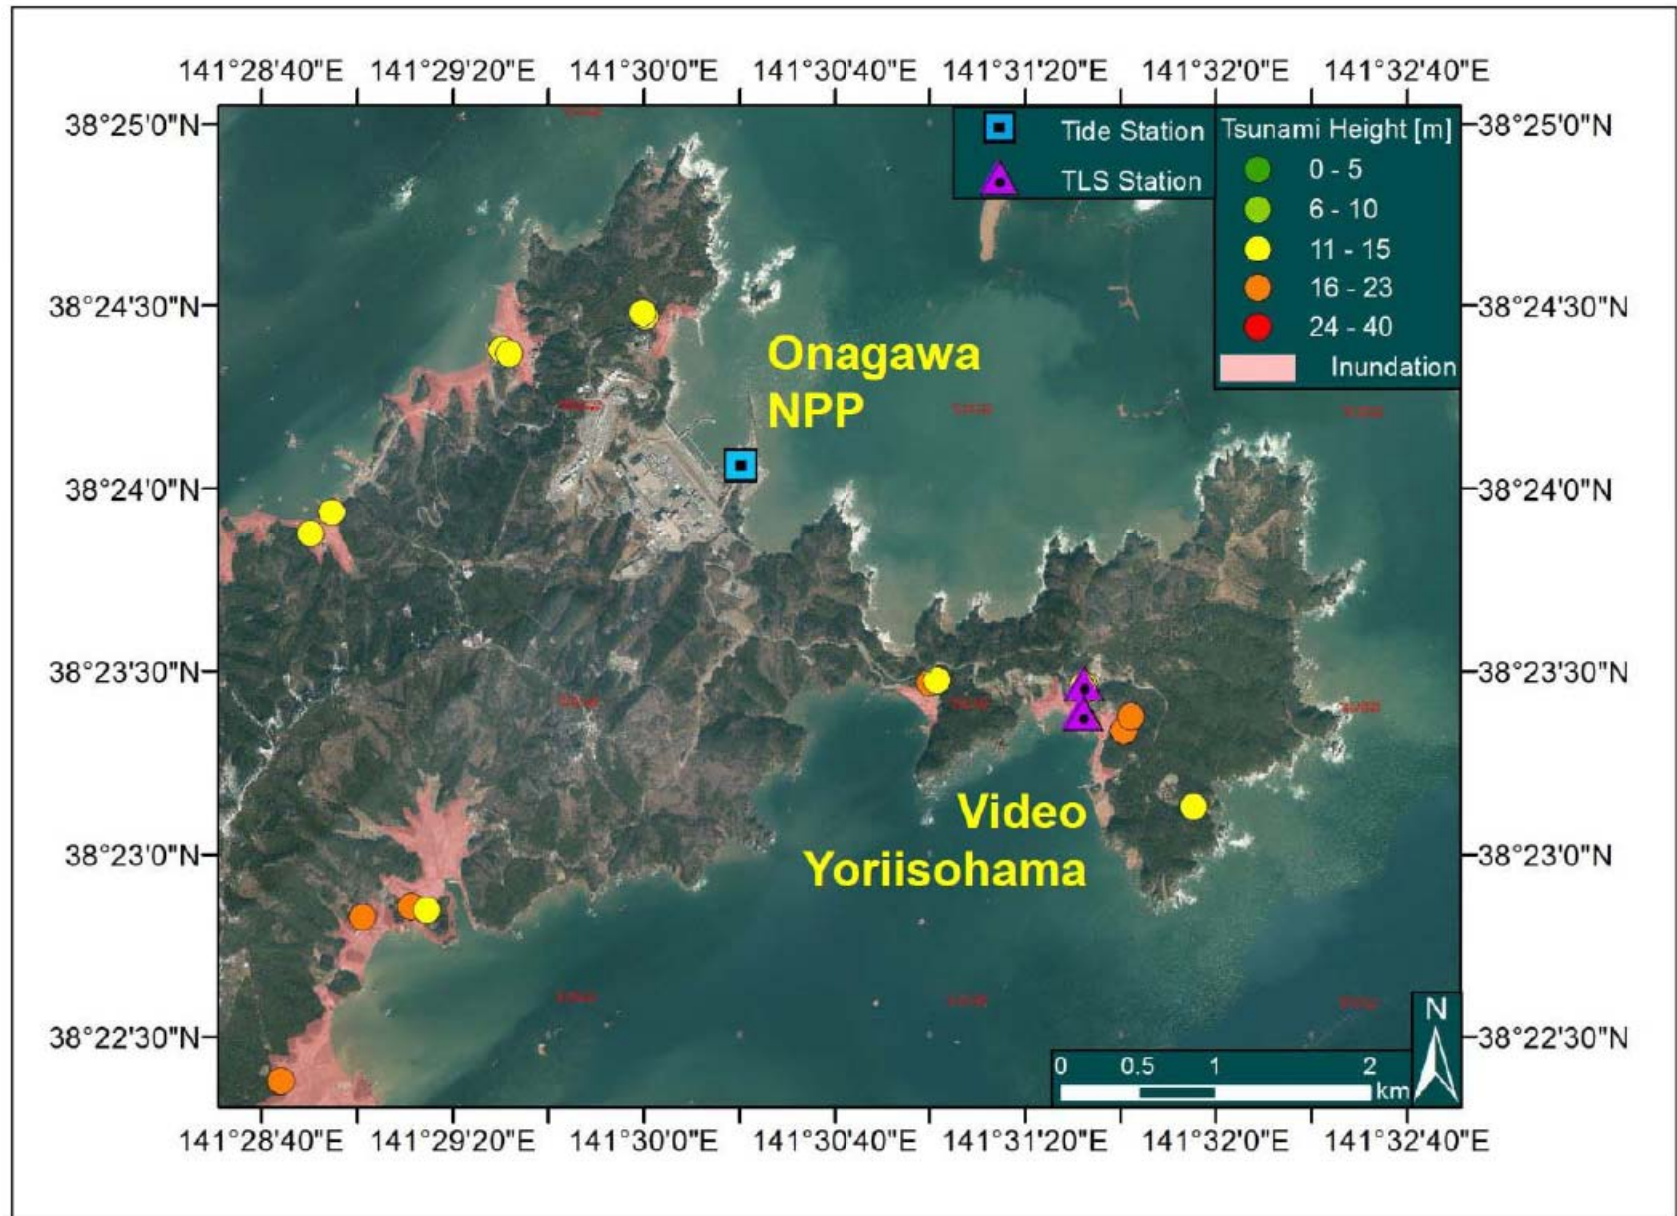 141°28'40"E 141°29'20"E 141°30'0"E 141°30'40"E 141°31'20"E 141°32'0"E 141°32'40"E
38°25'0"N 38°25'0"N
Tide Station
TLS Station
Tsunami Height [m]
0 - 5
6 - 10
11 - 15
16 - 23
24 - 40
Inundation
38°24'30"N 38°24'30"N
Onagawa
NPP
38°24'0"N 38°24'0"N
38°23'30"N 38°23'30"N
Video
Yoriisohama
38°23'0"N 38°23'0"N
38°22'30"N 38°22'30"N
N
0 0.5 1 2
km
141°28'40"E 141°29'20"E 141°30'0"E 141°30'40"E 141°31'20"E 141°32'0"E 141°32'40"E